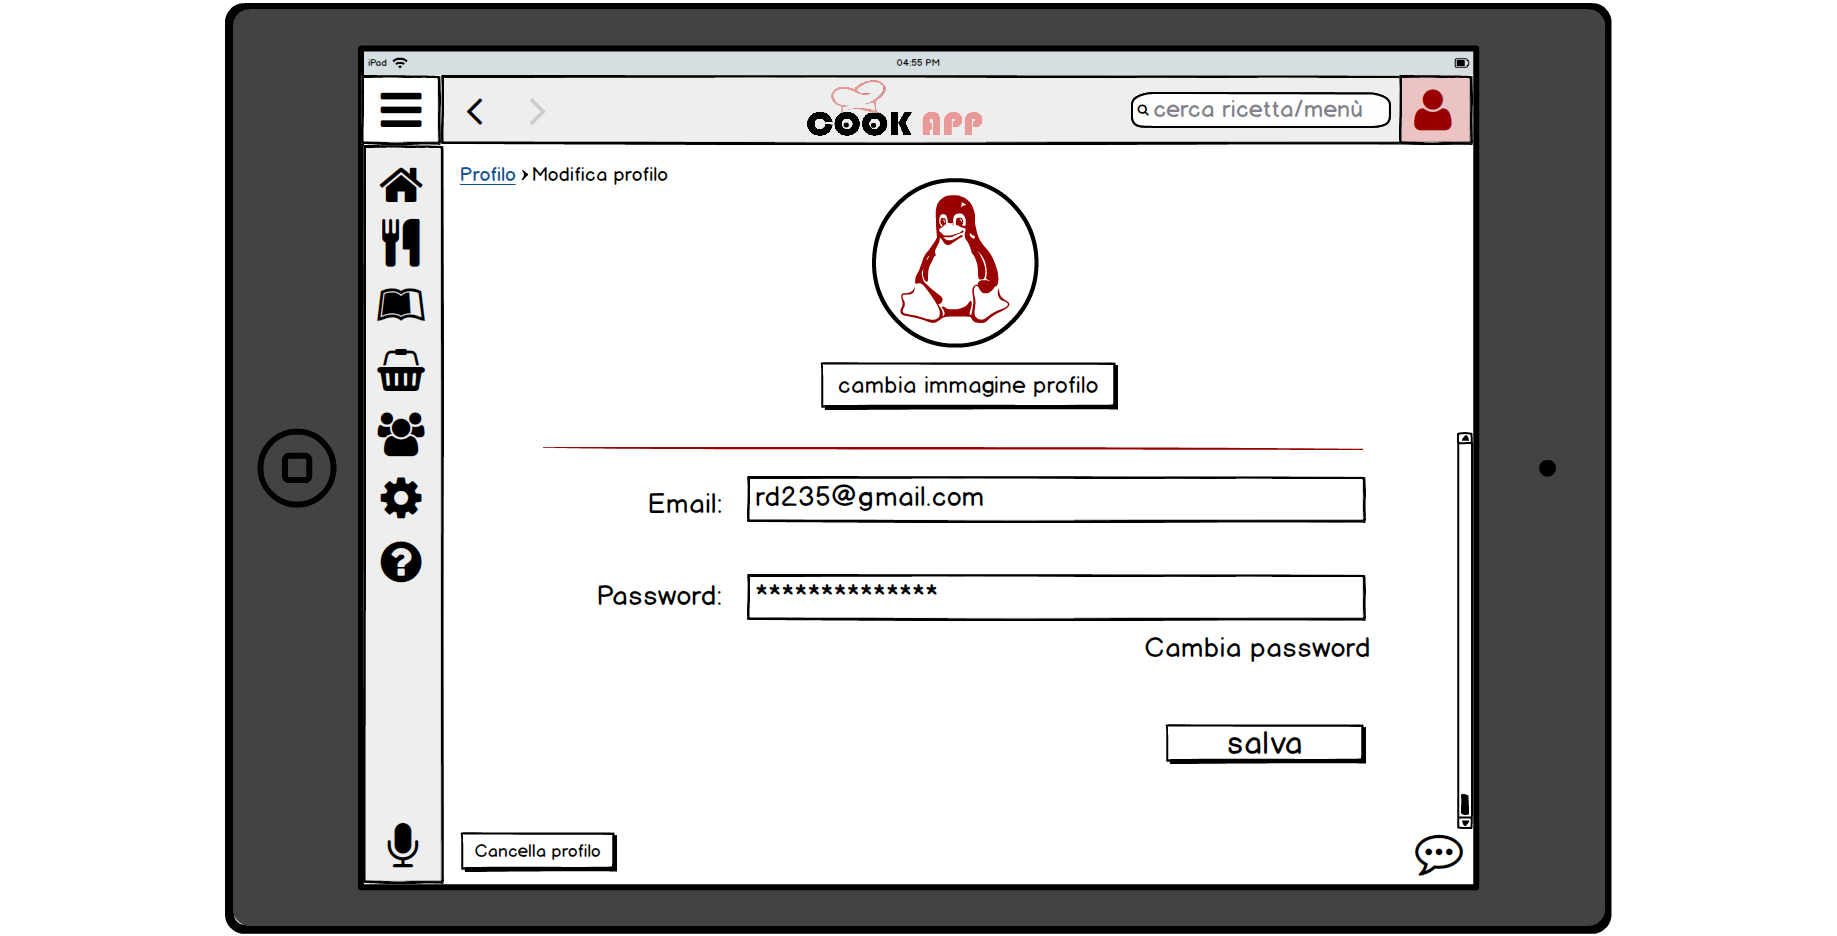 iPad 04:55 PM
COOK APP
cerca ricetta/menù
Profilo > Modifica profilo
cambia immagine profilo
Email: rd235@gmail.com
Password: **************
Cambia password
salva
Cancella profilo